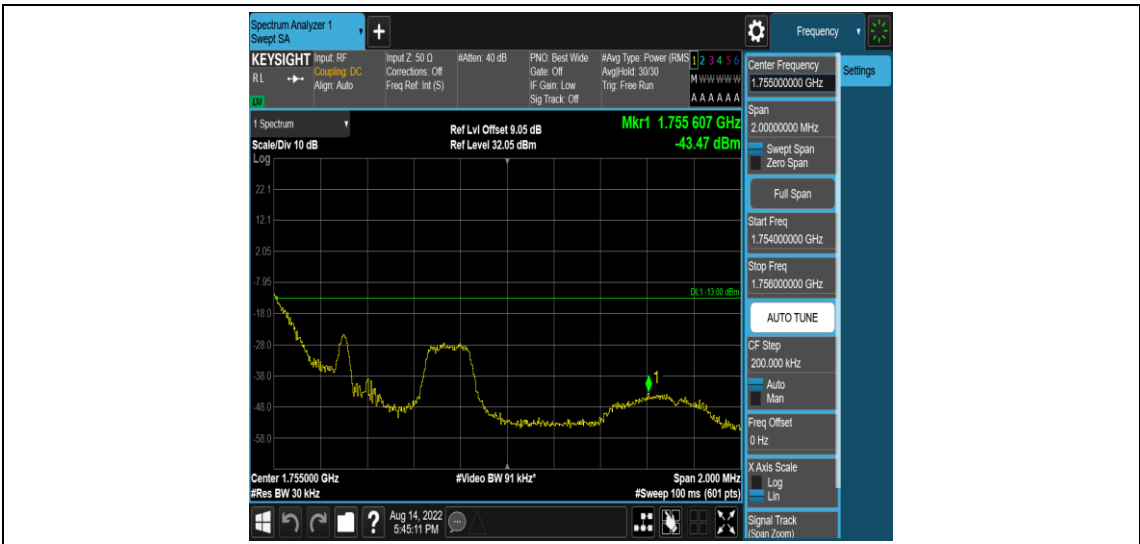 Spectrum Analyzer 1
Swept SA
+
Frequency
KEYSIGHT
RL
LXI
Input: RF
Coupling: DC
Align: Auto
Input Z: 50 Ω
Corrections: Off
Freq Ref: Int (S)
#Atten: 40 dB
PNO: Best Wide
Gate: Off
IF Gain: Low
Sig Track: Off
#Avg Type: Power (RMS
Avg|Hold: 30/30
Trig: Free Run
1 2 3 4 5 6
M W W W W W
A A A A A A
1 Spectrum
Scale/Div 10 dB
Log
Ref Lvl Offset 9.05 dB
Ref Level 32.05 dBm
Mkr1 1.755 607 GHz
-43.47 dBm
22.1
12.1
2.05
-7.95
DL1 -13.00 dBm
-18.0
-28.0
-38.0
1
-48.0
-58.0
Center 1.755000 GHz
#Res BW 30 kHz
#Video BW 91 kHz*
Span 2.000 MHz
#Sweep 100 ms (601 pts)
?
Aug 14, 2022
5:45:11 PM
Center Frequency
1.755000000 GHz
Settings
Span
2.00000000 MHz
Swept Span
Zero Span
Full Span
Start Freq
1.754000000 GHz
Stop Freq
1.756000000 GHz
AUTO TUNE
CF Step
200.000 kHz
Auto
Man
Freq Offset
0 Hz
X Axis Scale
Log
Lin
Signal Track
(Span Zoom)